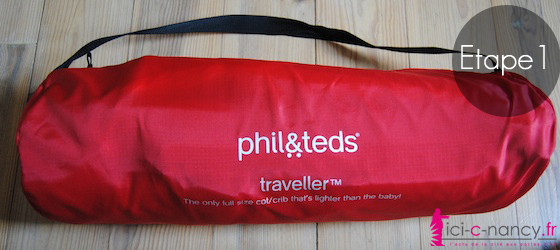 Etape 1
phil&teds®
traveller™
The only full size cot/crib that's lighter than the baby!
ici-c-nancy.fr